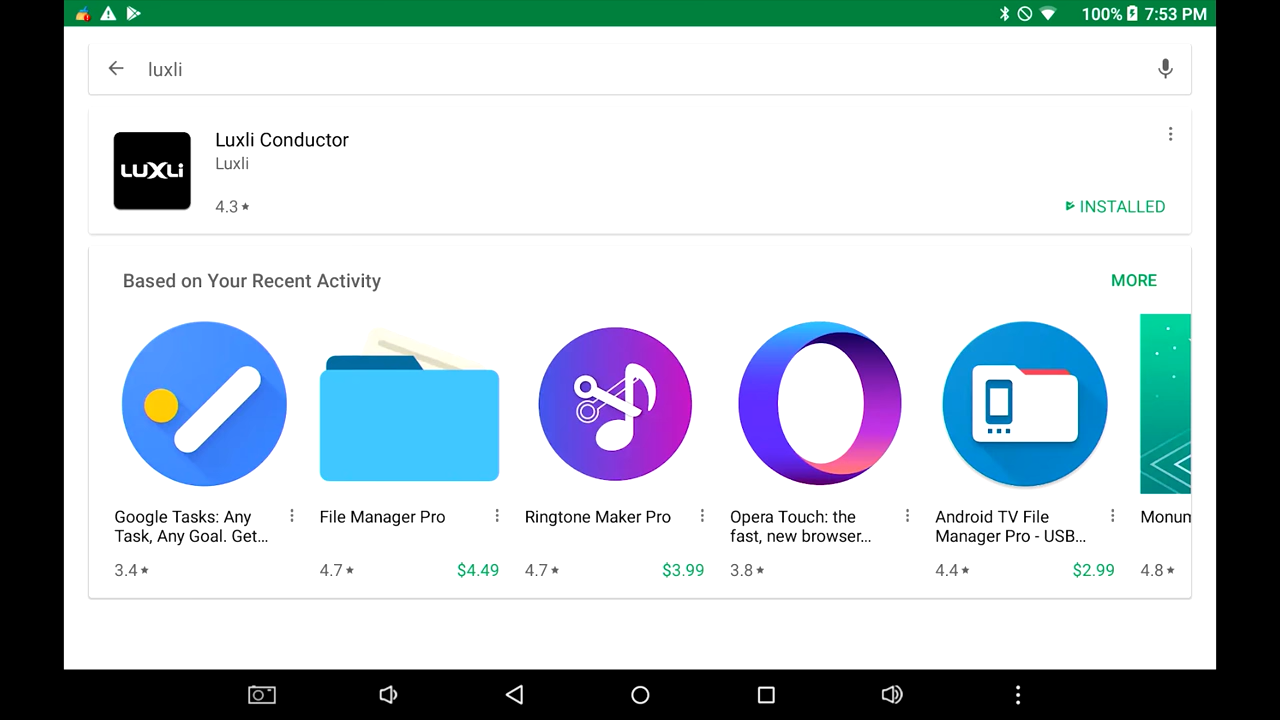 100% 7:53 PM
luxli
LUXLi
Luxli Conductor
Luxli
4.3
INSTALLED
Based on Your Recent Activity
MORE
Google Tasks: Any
Task, Any Goal. Get...
3.4
File Manager Pro
4.7 $4.49
Ringtone Maker Pro
4.7 $3.99
Opera Touch: the
fast, new browser...
3.8
Android TV File
Manager Pro - USB...
4.4 $2.99
Monun
4.8